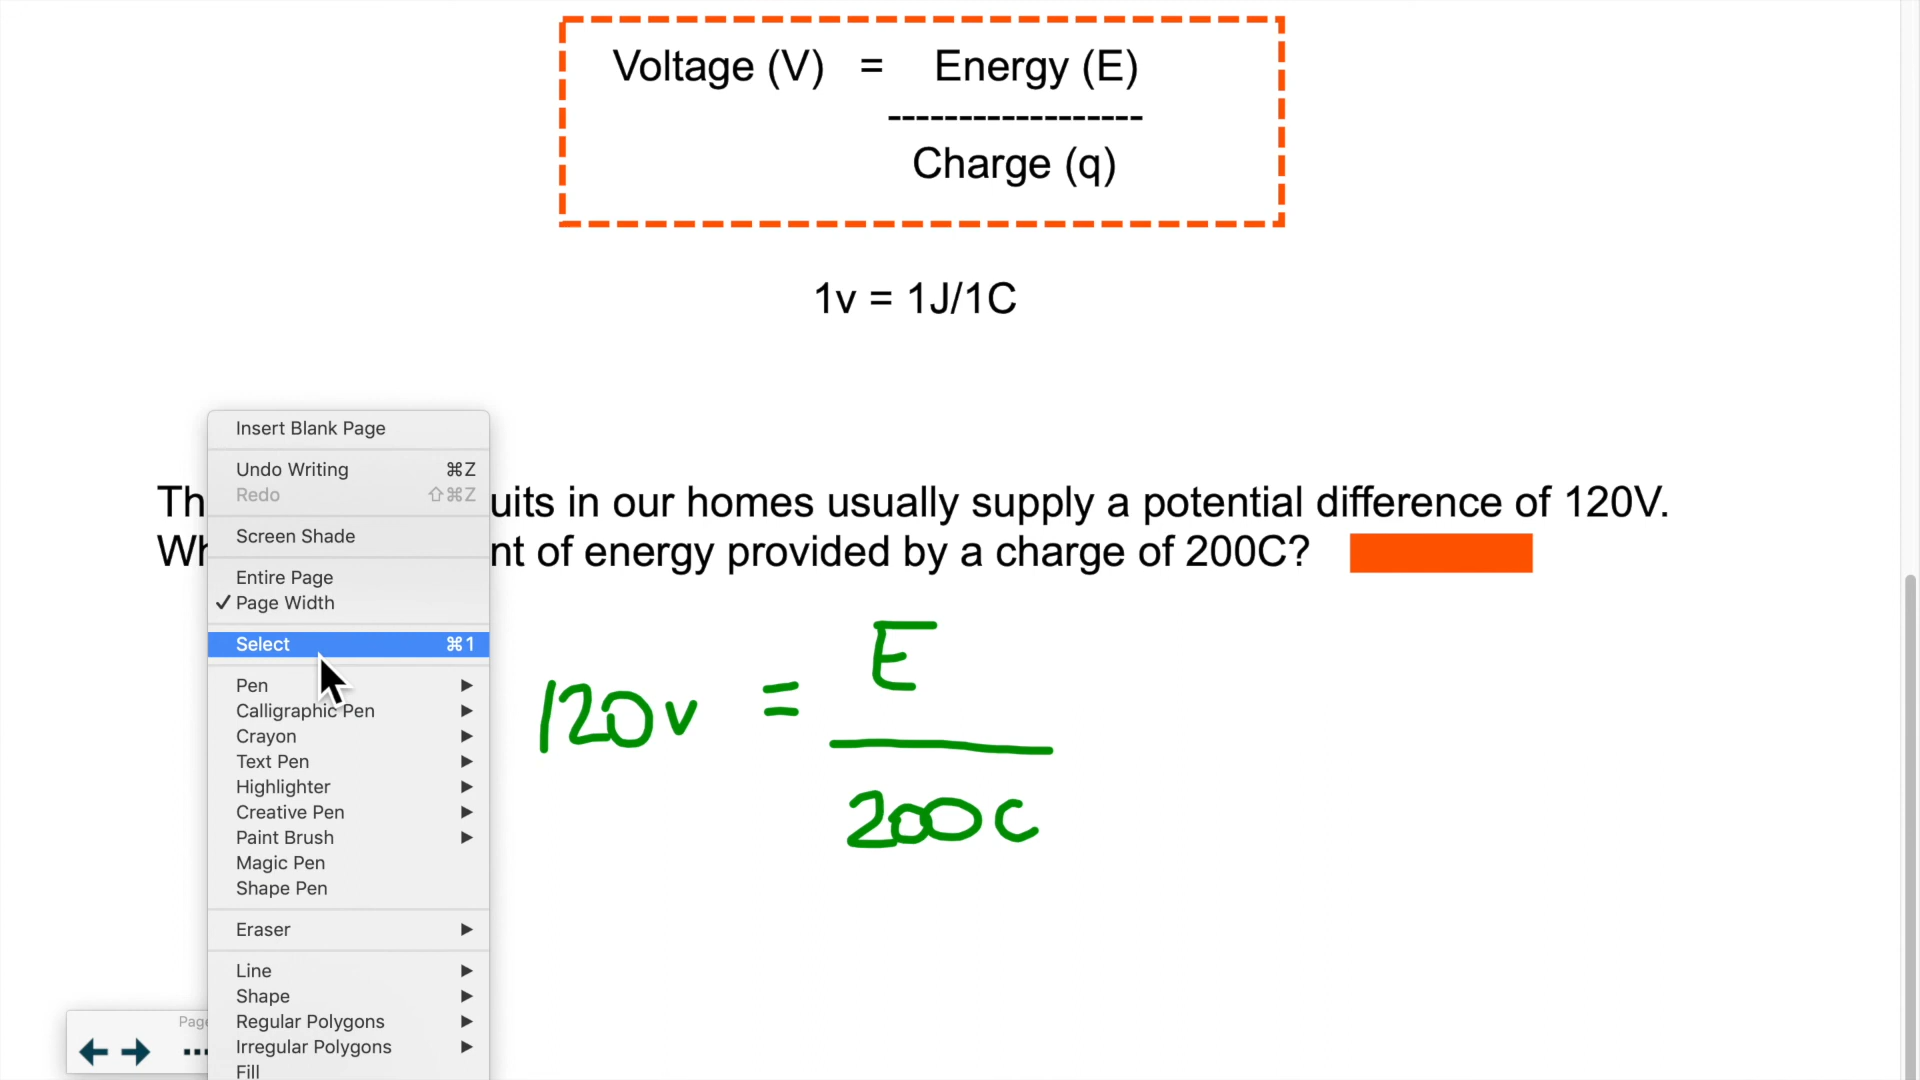 Voltage (V) = Energy (E)
------------------
Charge (q)
1v = 1J/1C
Insert Blank Page
Undo Writing ⌘Z
Redo ⇧⌘Z
Screen Shade
Entire Page
✓ Page Width
Select ⌘1
Pen ▶
Calligraphic Pen ▶
Crayon ▶
Text Pen ▶
Highlighter ▶
Creative Pen ▶
Paint Brush ▶
Magic Pen
Shape Pen
Eraser ▶
Line ▶
Shape ▶
Regular Polygons ▶
Irregular Polygons ▶
Fill
Th uits in our homes usually supply a potential difference of 120V.
Wh nt of energy provided by a charge of 200C?
120v = E
200C
Page